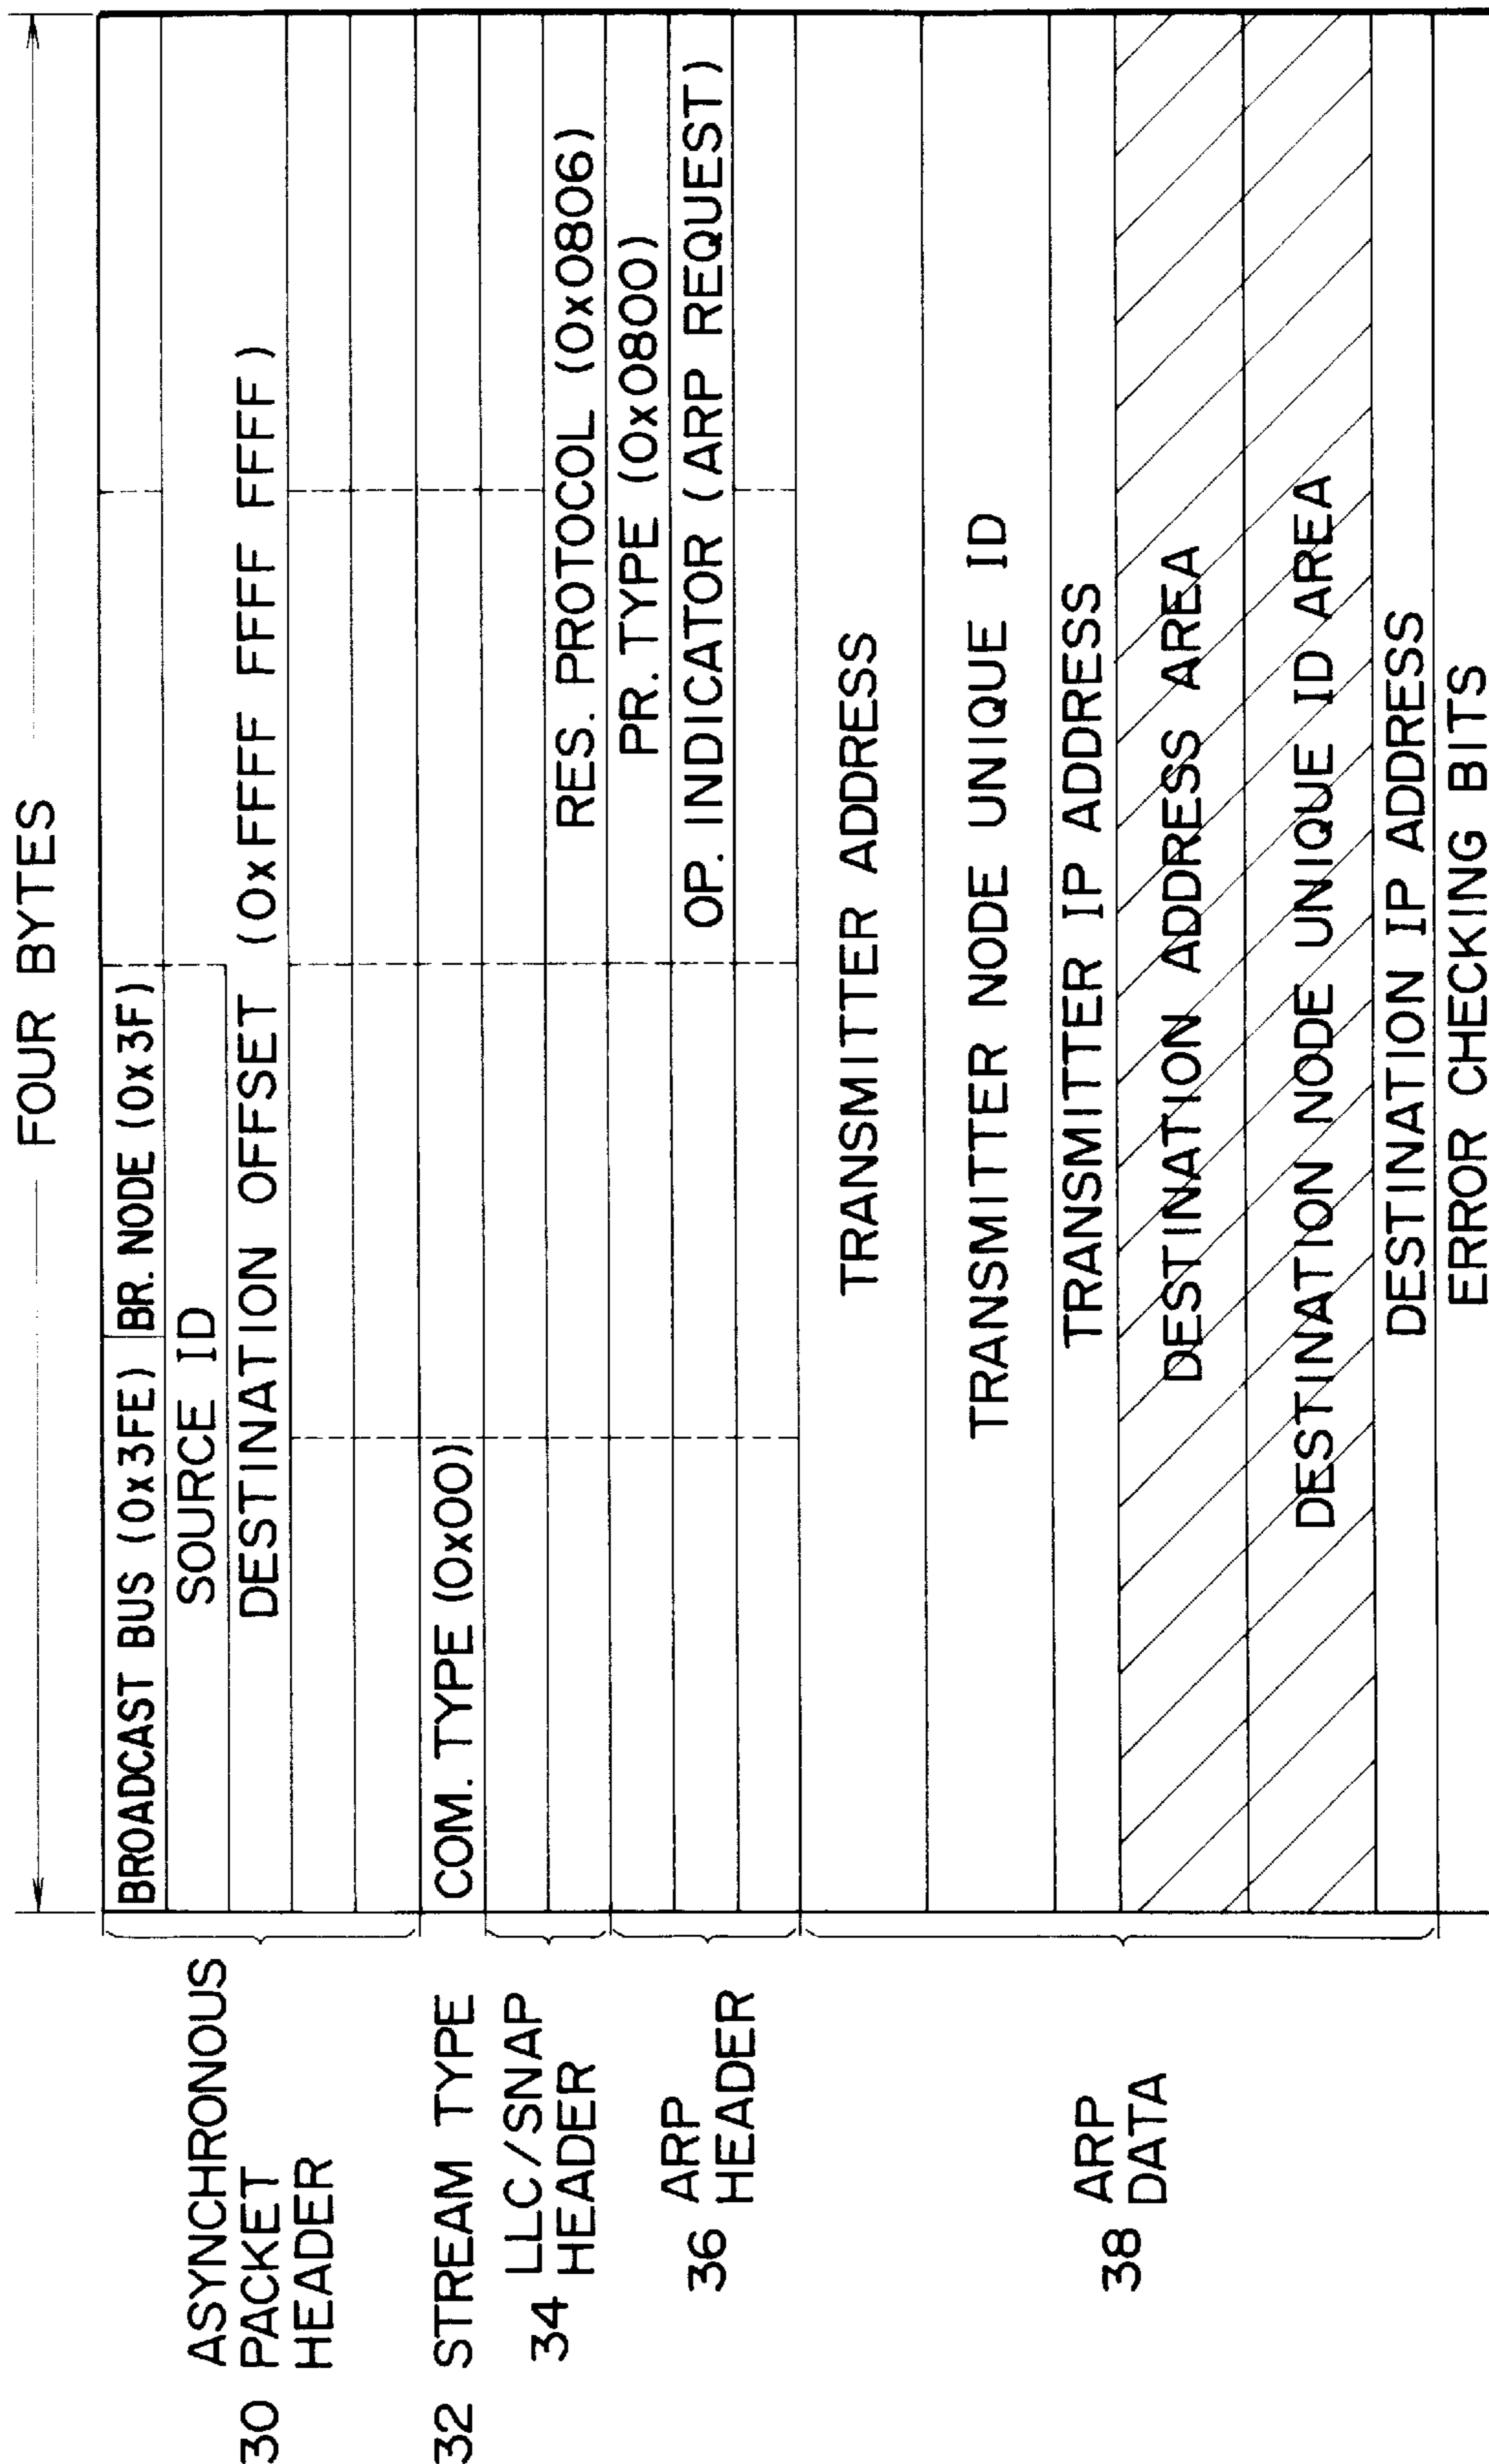 FOUR BYTES
BROADCAST BUS (0x3FE) BR. NODE (0x3F)
SOURCE ID
DESTINATION OFFSET (0xFFFF FFFF FFFF)
COM. TYPE (0x00)
RES. PROTOCOL (0x0806)
PR. TYPE (0x0800)
OP. INDICATOR (ARP REQUEST)
TRANSMITTER ADDRESS
TRANSMITTER NODE UNIQUE ID
TRANSMITTER IP ADDRESS
DESTINATION ADDRESS AREA
DESTINATION NODE UNIQUE ID AREA
DESTINATION IP ADDRESS
ERROR CHECKING BITS
ASYNCHRONOUS
30 PACKET
HEADER
32 STREAM TYPE
34 LLC/SNAP
HEADER
36 ARP
HEADER
38 ARP
DATA